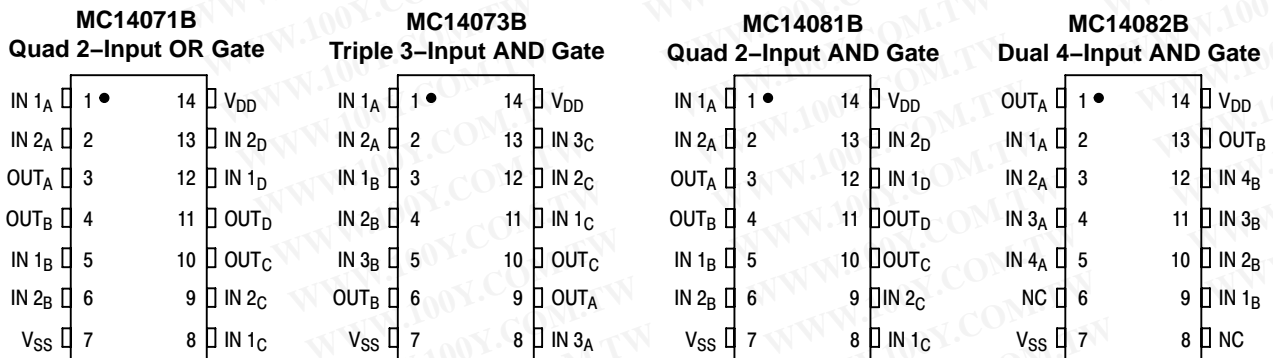 MC14071B
Quad 2–Input OR Gate
IN 1A 1 14 VDD
IN 2A 2 13 IN 2D
OUTA 3 12 IN 1D
OUTB 4 11 OUTD
IN 1B 5 10 OUTC
IN 2B 6 9 IN 2C
VSS 7 8 IN 1C
MC14073B
Triple 3–Input AND Gate
IN 1A 1 14 VDD
IN 2A 2 13 IN 3C
IN 1B 3 12 IN 2C
IN 2B 4 11 IN 1C
IN 3B 5 10 OUTC
OUTB 6 9 OUTA
VSS 7 8 IN 3A
MC14081B
Quad 2–Input AND Gate
IN 1A 1 14 VDD
IN 2A 2 13 IN 2D
OUTA 3 12 IN 1D
OUTB 4 11 OUTD
IN 1B 5 10 OUTC
IN 2B 6 9 IN 2C
VSS 7 8 IN 1C
MC14082B
Dual 4–Input AND Gate
OUTA 1 14 VDD
IN 1A 2 13 OUTB
IN 2A 3 12 IN 4B
IN 3A 4 11 IN 3B
IN 4A 5 10 IN 2B
NC 6 9 IN 1B
VSS 7 8 NC
WWW.100Y.COM.TW